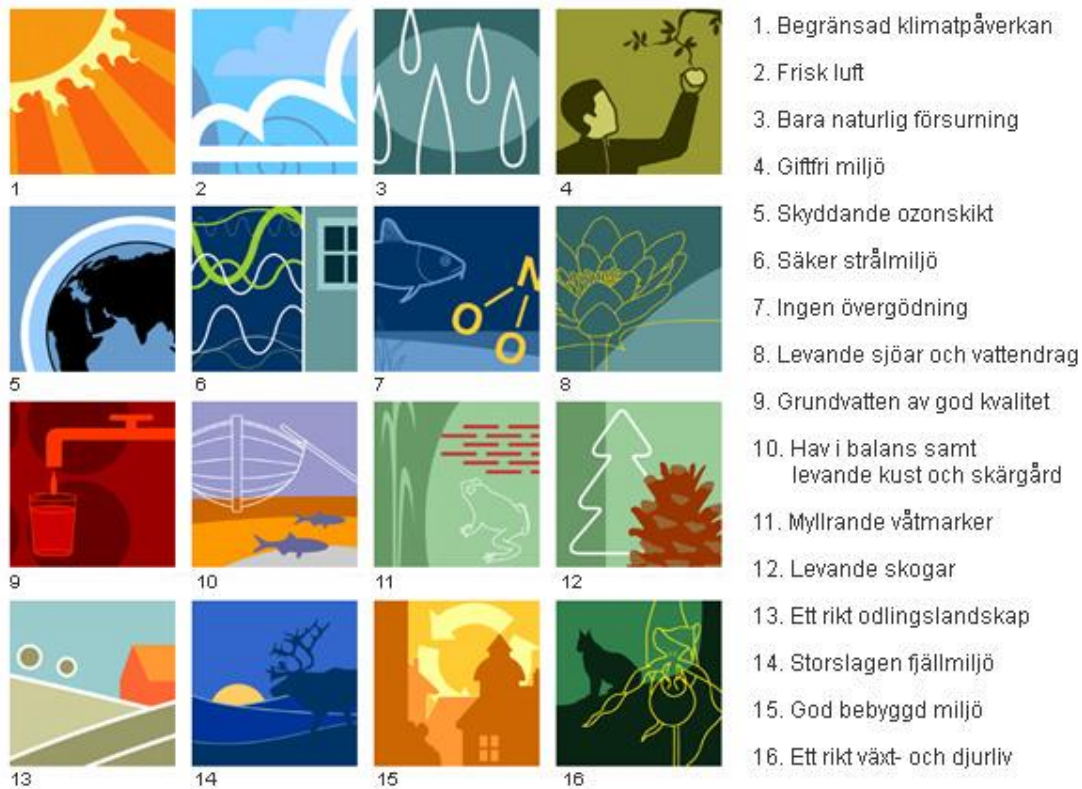 1. Begränsad klimatpåverkan
2. Frisk luft
3. Bara naturlig försurning
4. Giftfri miljö
5. Skyddande ozonskikt
6. Säker strålmiljö
7. Ingen övergödning
8. Levande sjöar och vattendrag
9. Grundvatten av god kvalitet
10. Hav i balans samt
levande kust och skärgård
11. Myllrande våtmarker
12. Levande skogar
13. Ett rikt odlingslandskap
14. Storslagen fjällmiljö
15. God bebyggd miljö
16. Ett rikt växt- och djurliv
1 2 3 4
N
O
O
5 6 7 8
9 10 11 12
13 14 15 16